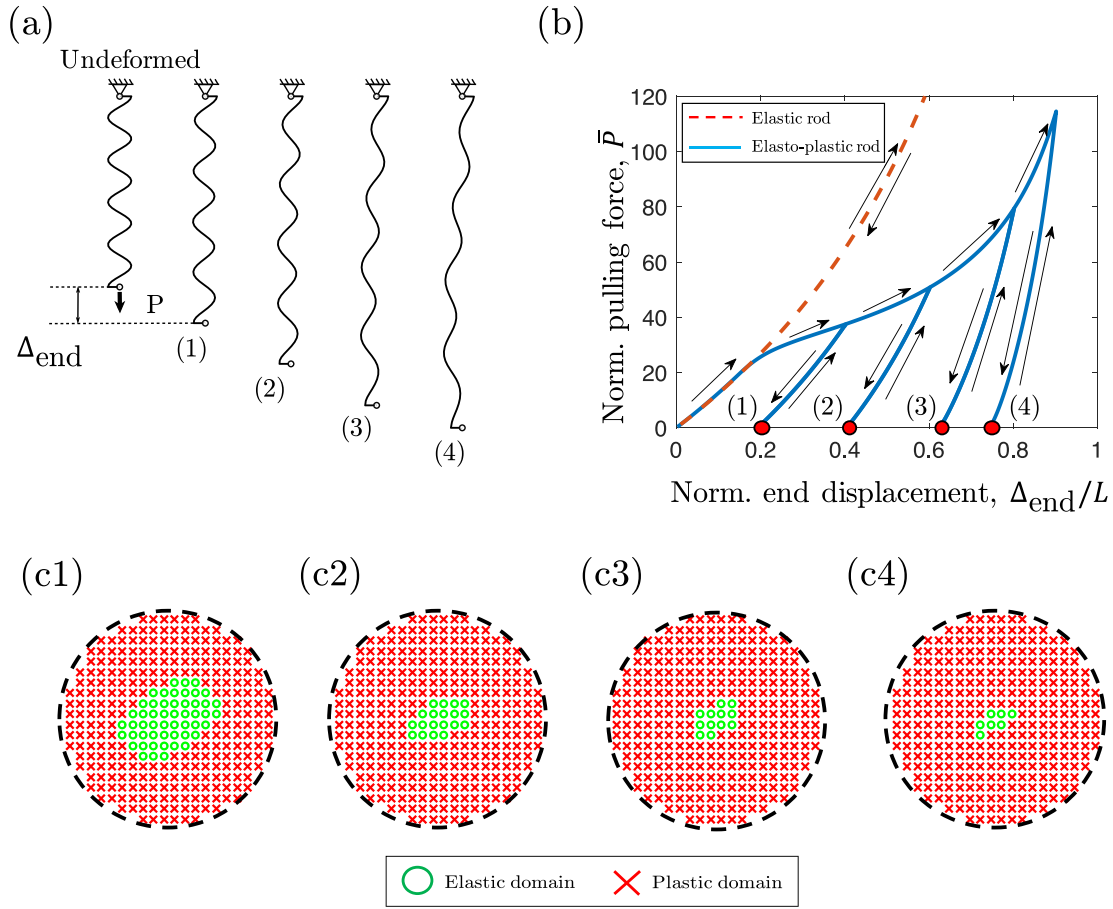 (a)
Undeformed
P
Δend
(1)
(2)
(3)
(4)
(b)
Norm. pulling force, P̄
120
100
80
60
40
20
0
Elastic rod
Elasto-plastic rod
(1) (2) (3) (4)
0 0.2 0.4 0.6 0.8 1
Norm. end displacement, Δend/L
(c1) (c2) (c3) (c4)
Elastic domain Plastic domain